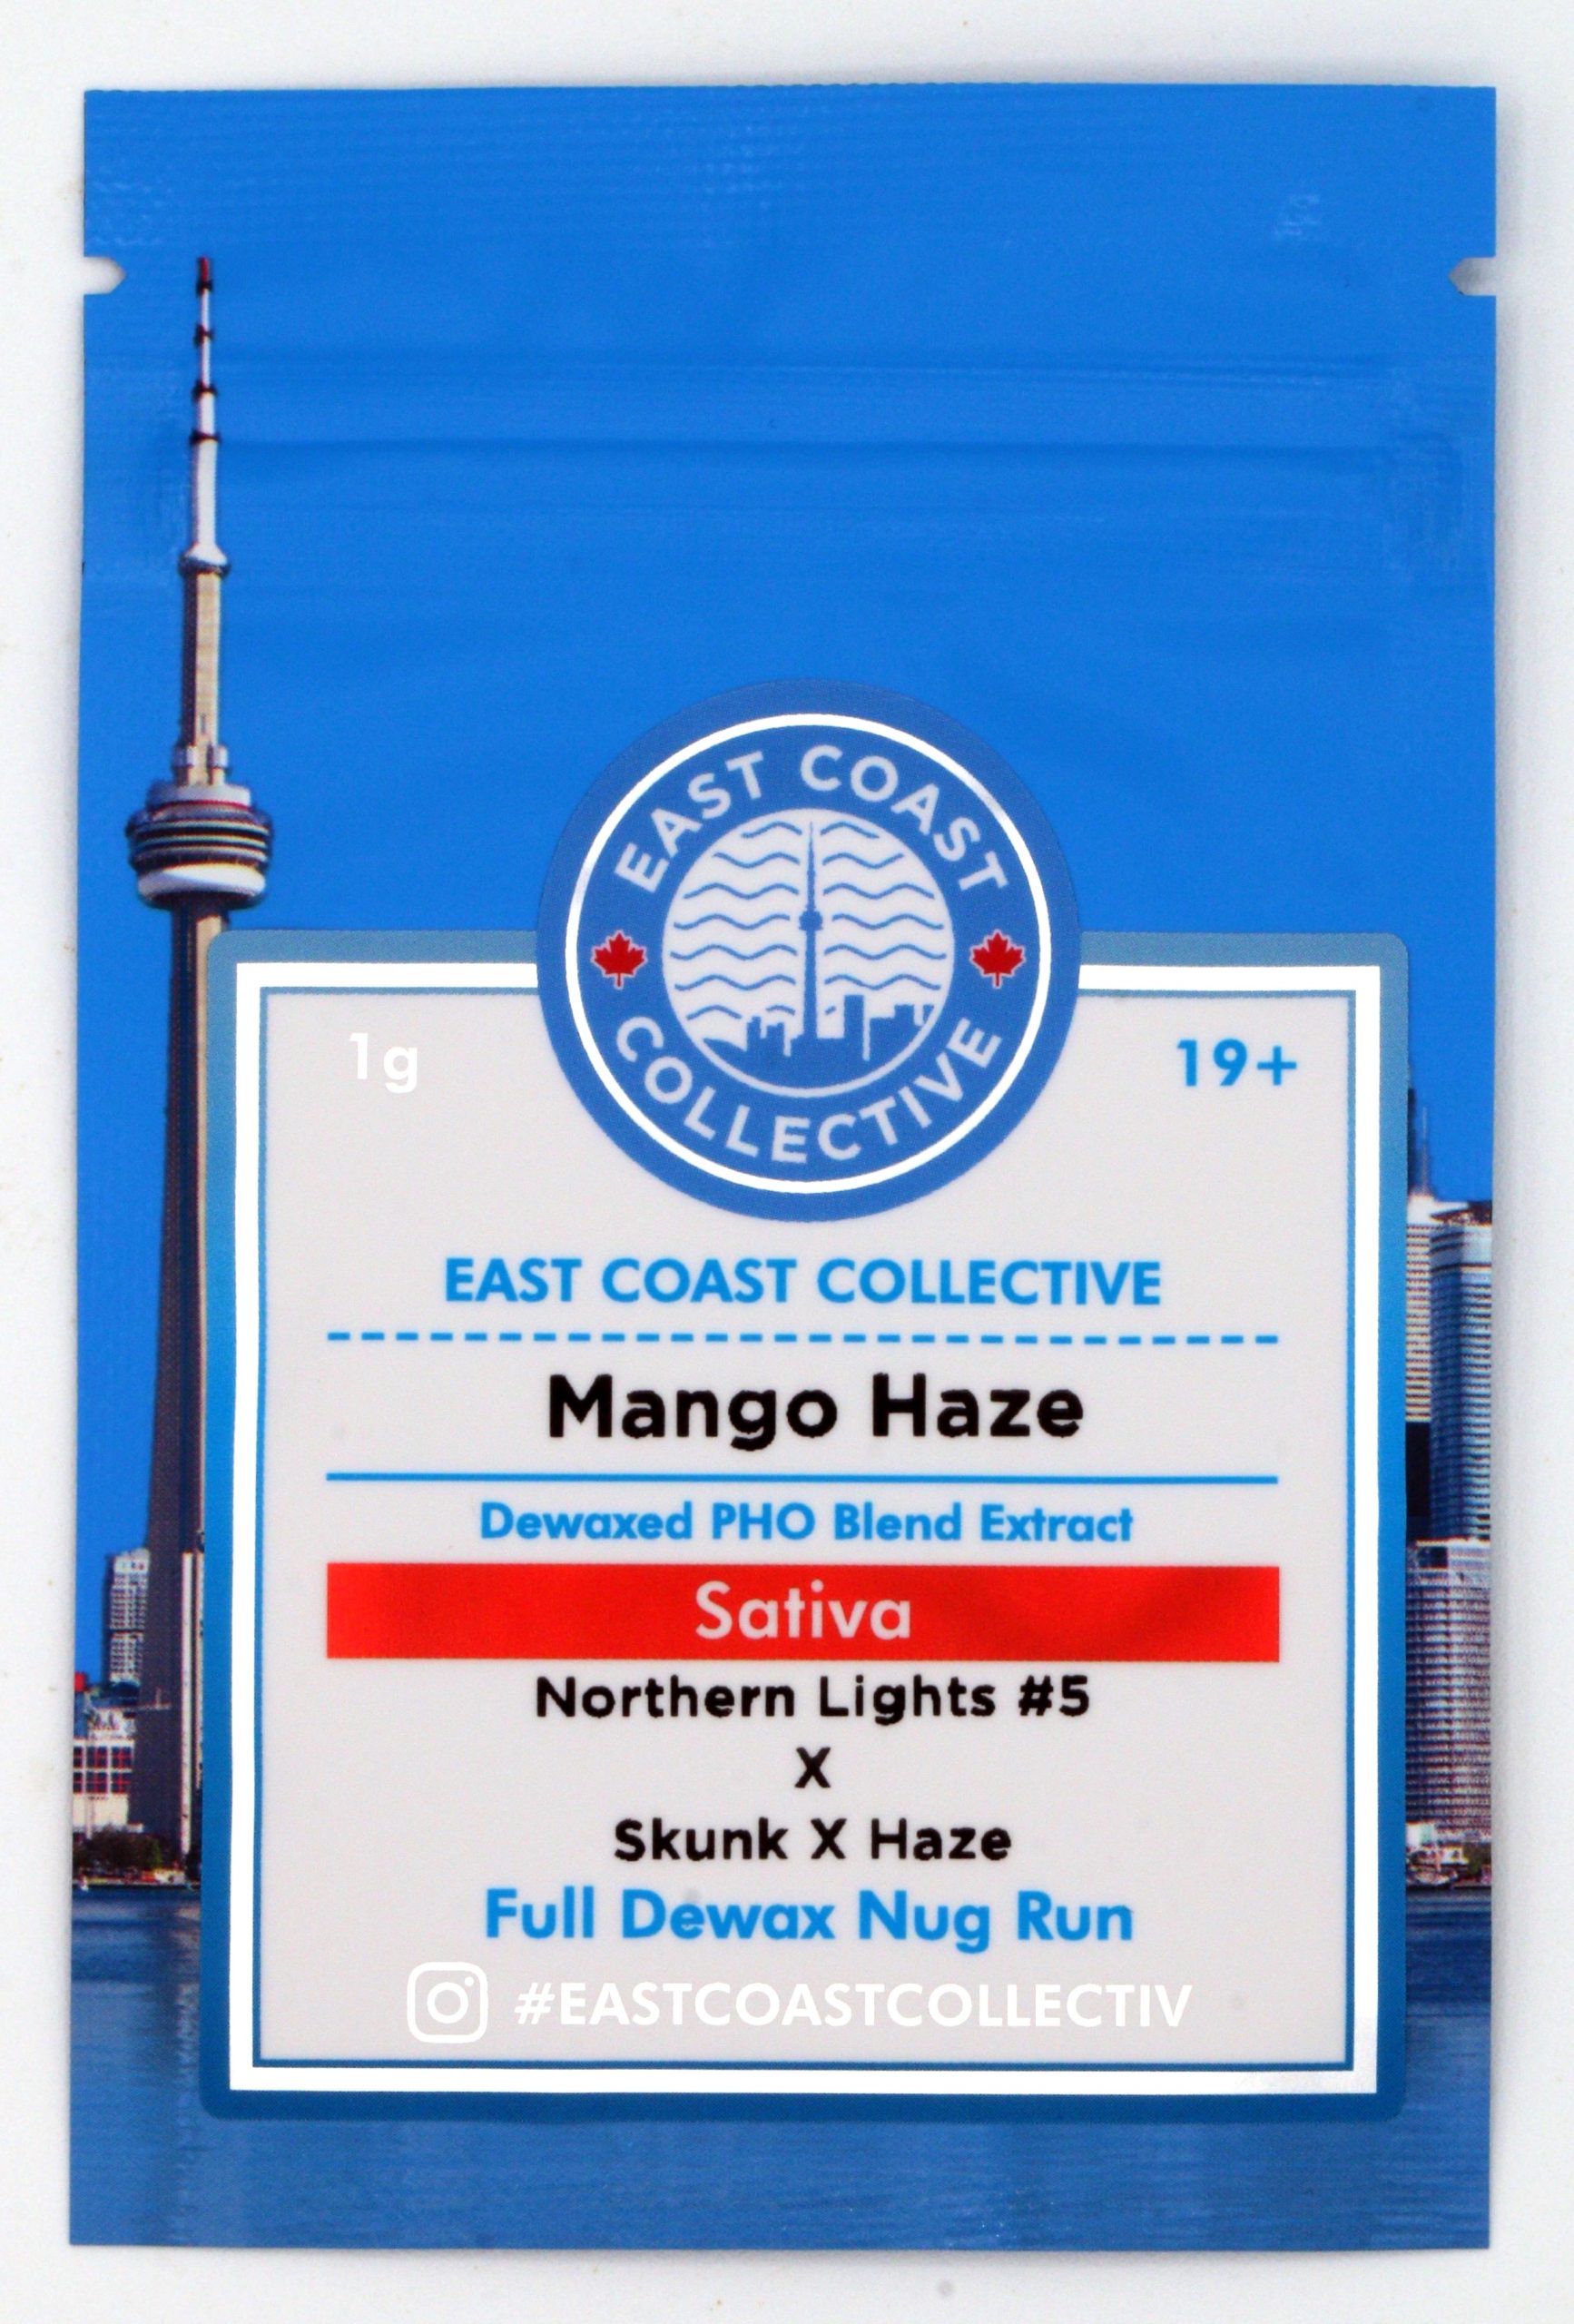 EAST COAST
COLLECTIVE
1g
19+
EAST COAST COLLECTIVE
Mango Haze
Dewaxed PHO Blend Extract
Sativa
Northern Lights #5
X
Skunk X Haze
Full Dewax Nug Run
#EASTCOASTCOLLECTIV